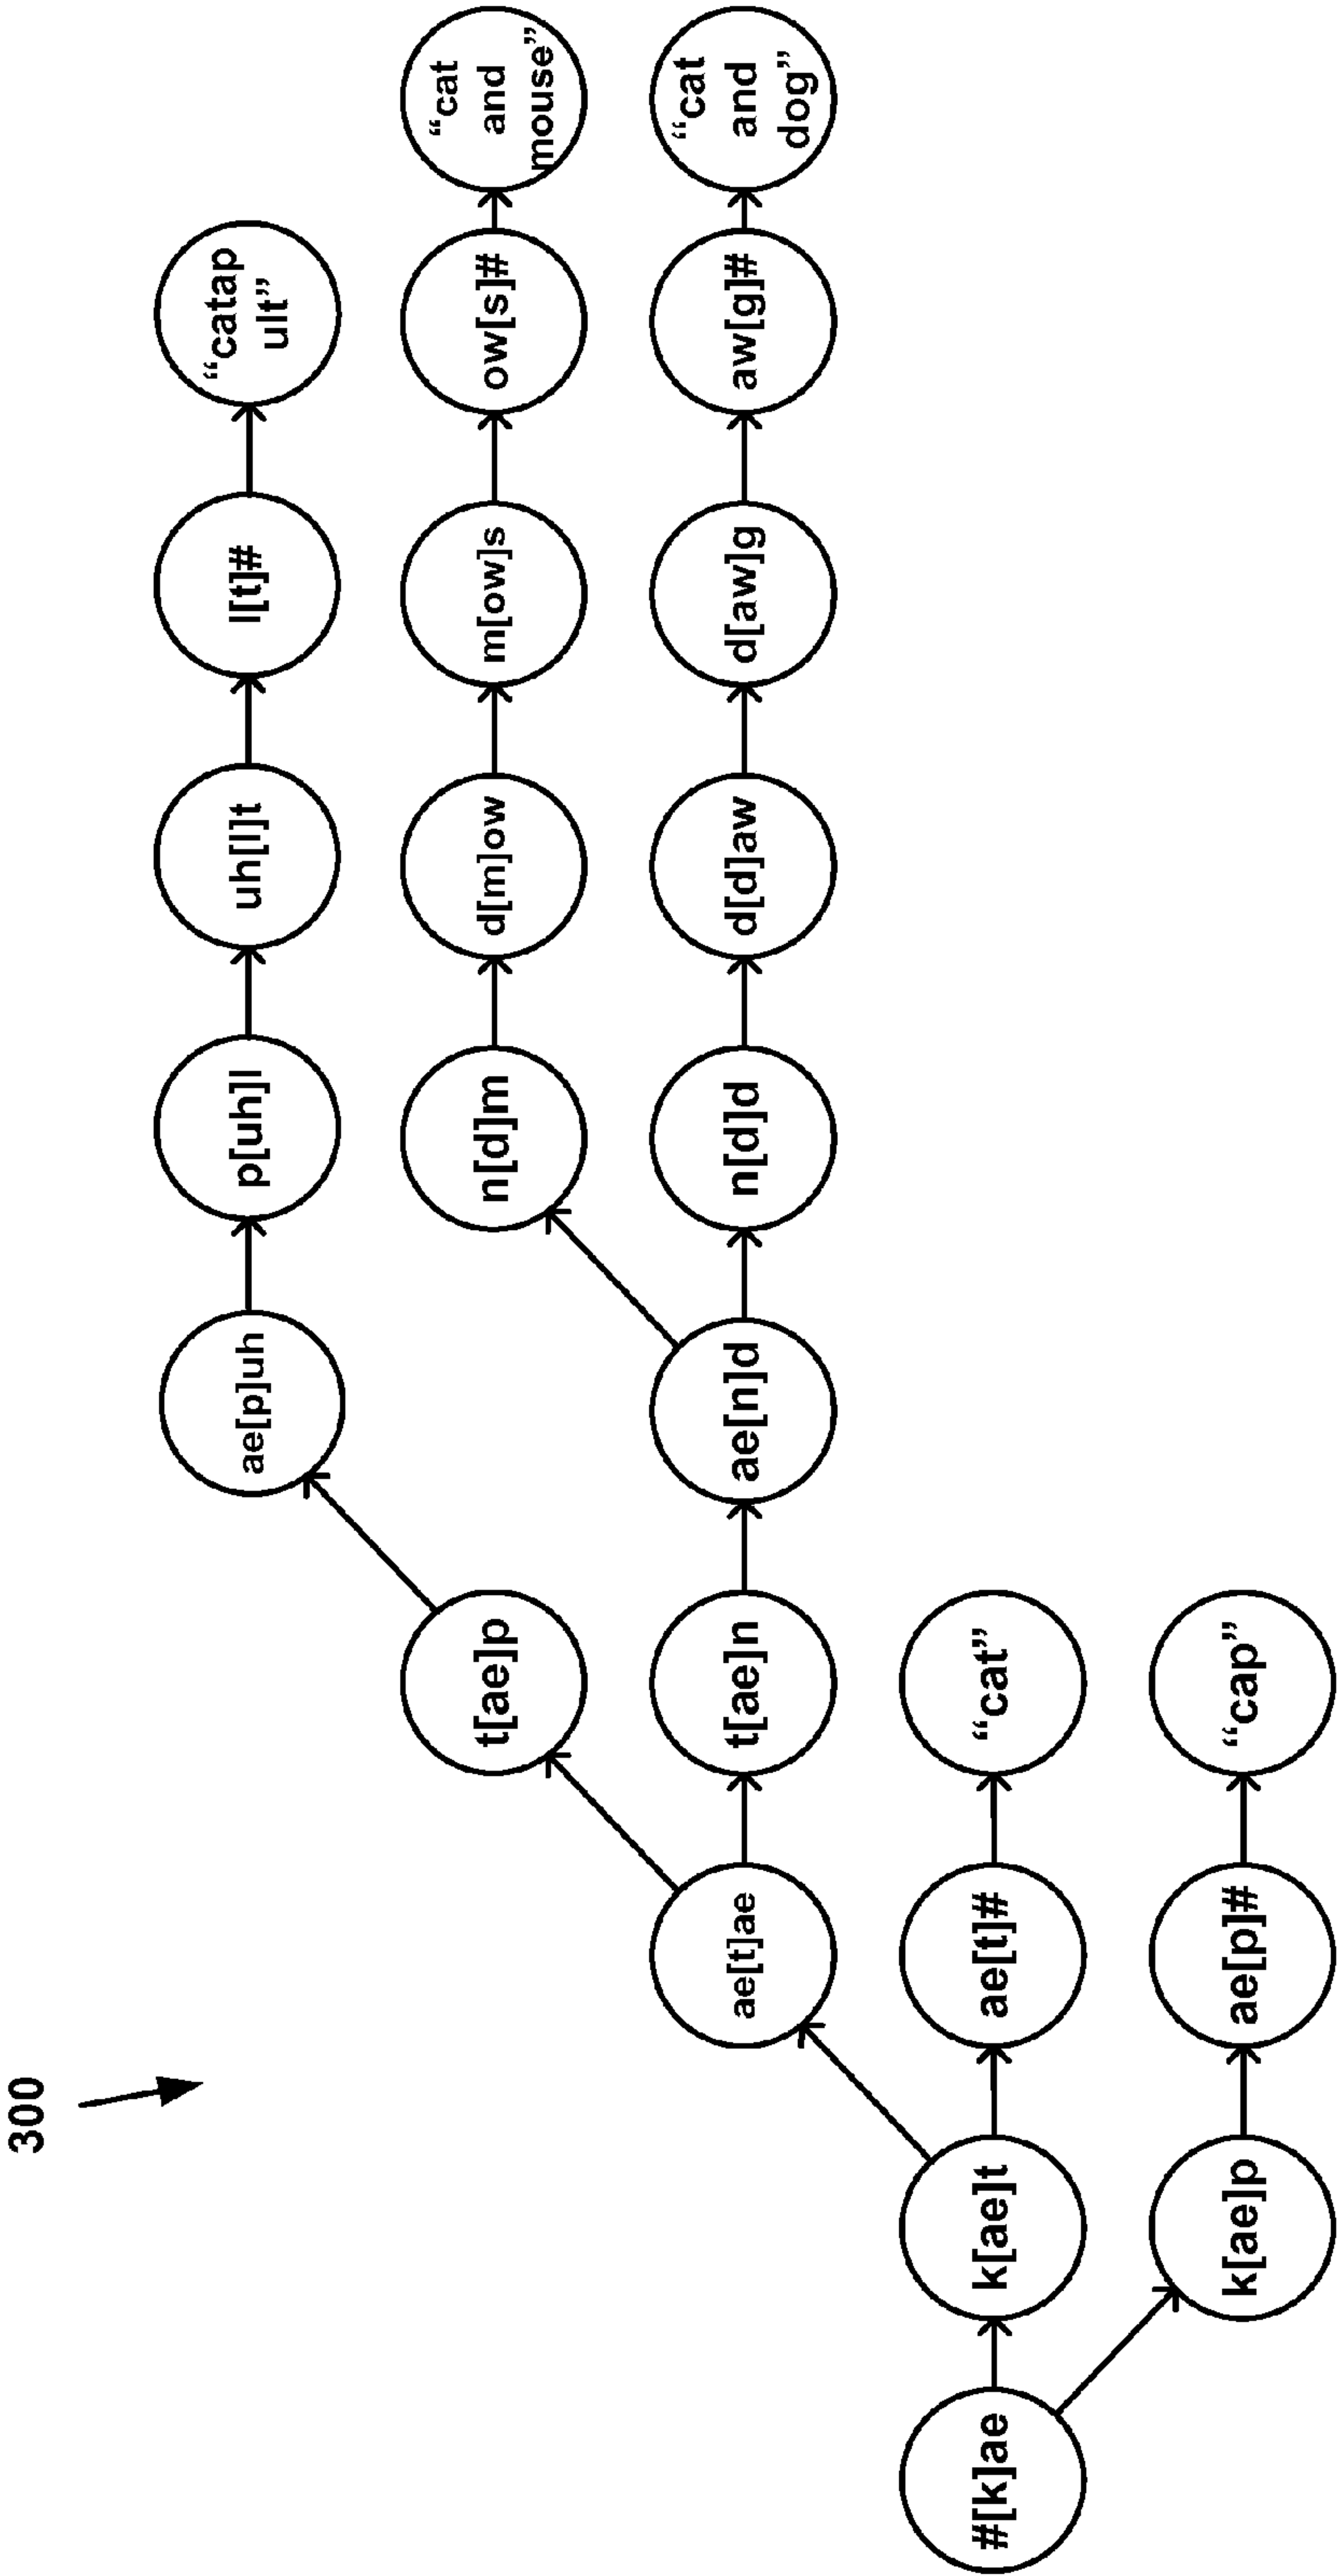 300
ae[p]uh
p[uh]l
uh[l]t
l[t]#
“catap
ult”
t[ae]p
n[d]m
d[m]ow
m[ow]s
ow[s]#
“cat
and
mouse”
ae[t]ae
t[ae]n
ae[n]d
n[d]d
d[d]aw
d[aw]g
aw[g]#
“cat
and
dog”
#[k]ae
k[ae]t
ae[t]#
“cat”
k[ae]p
ae[p]#
“cap”